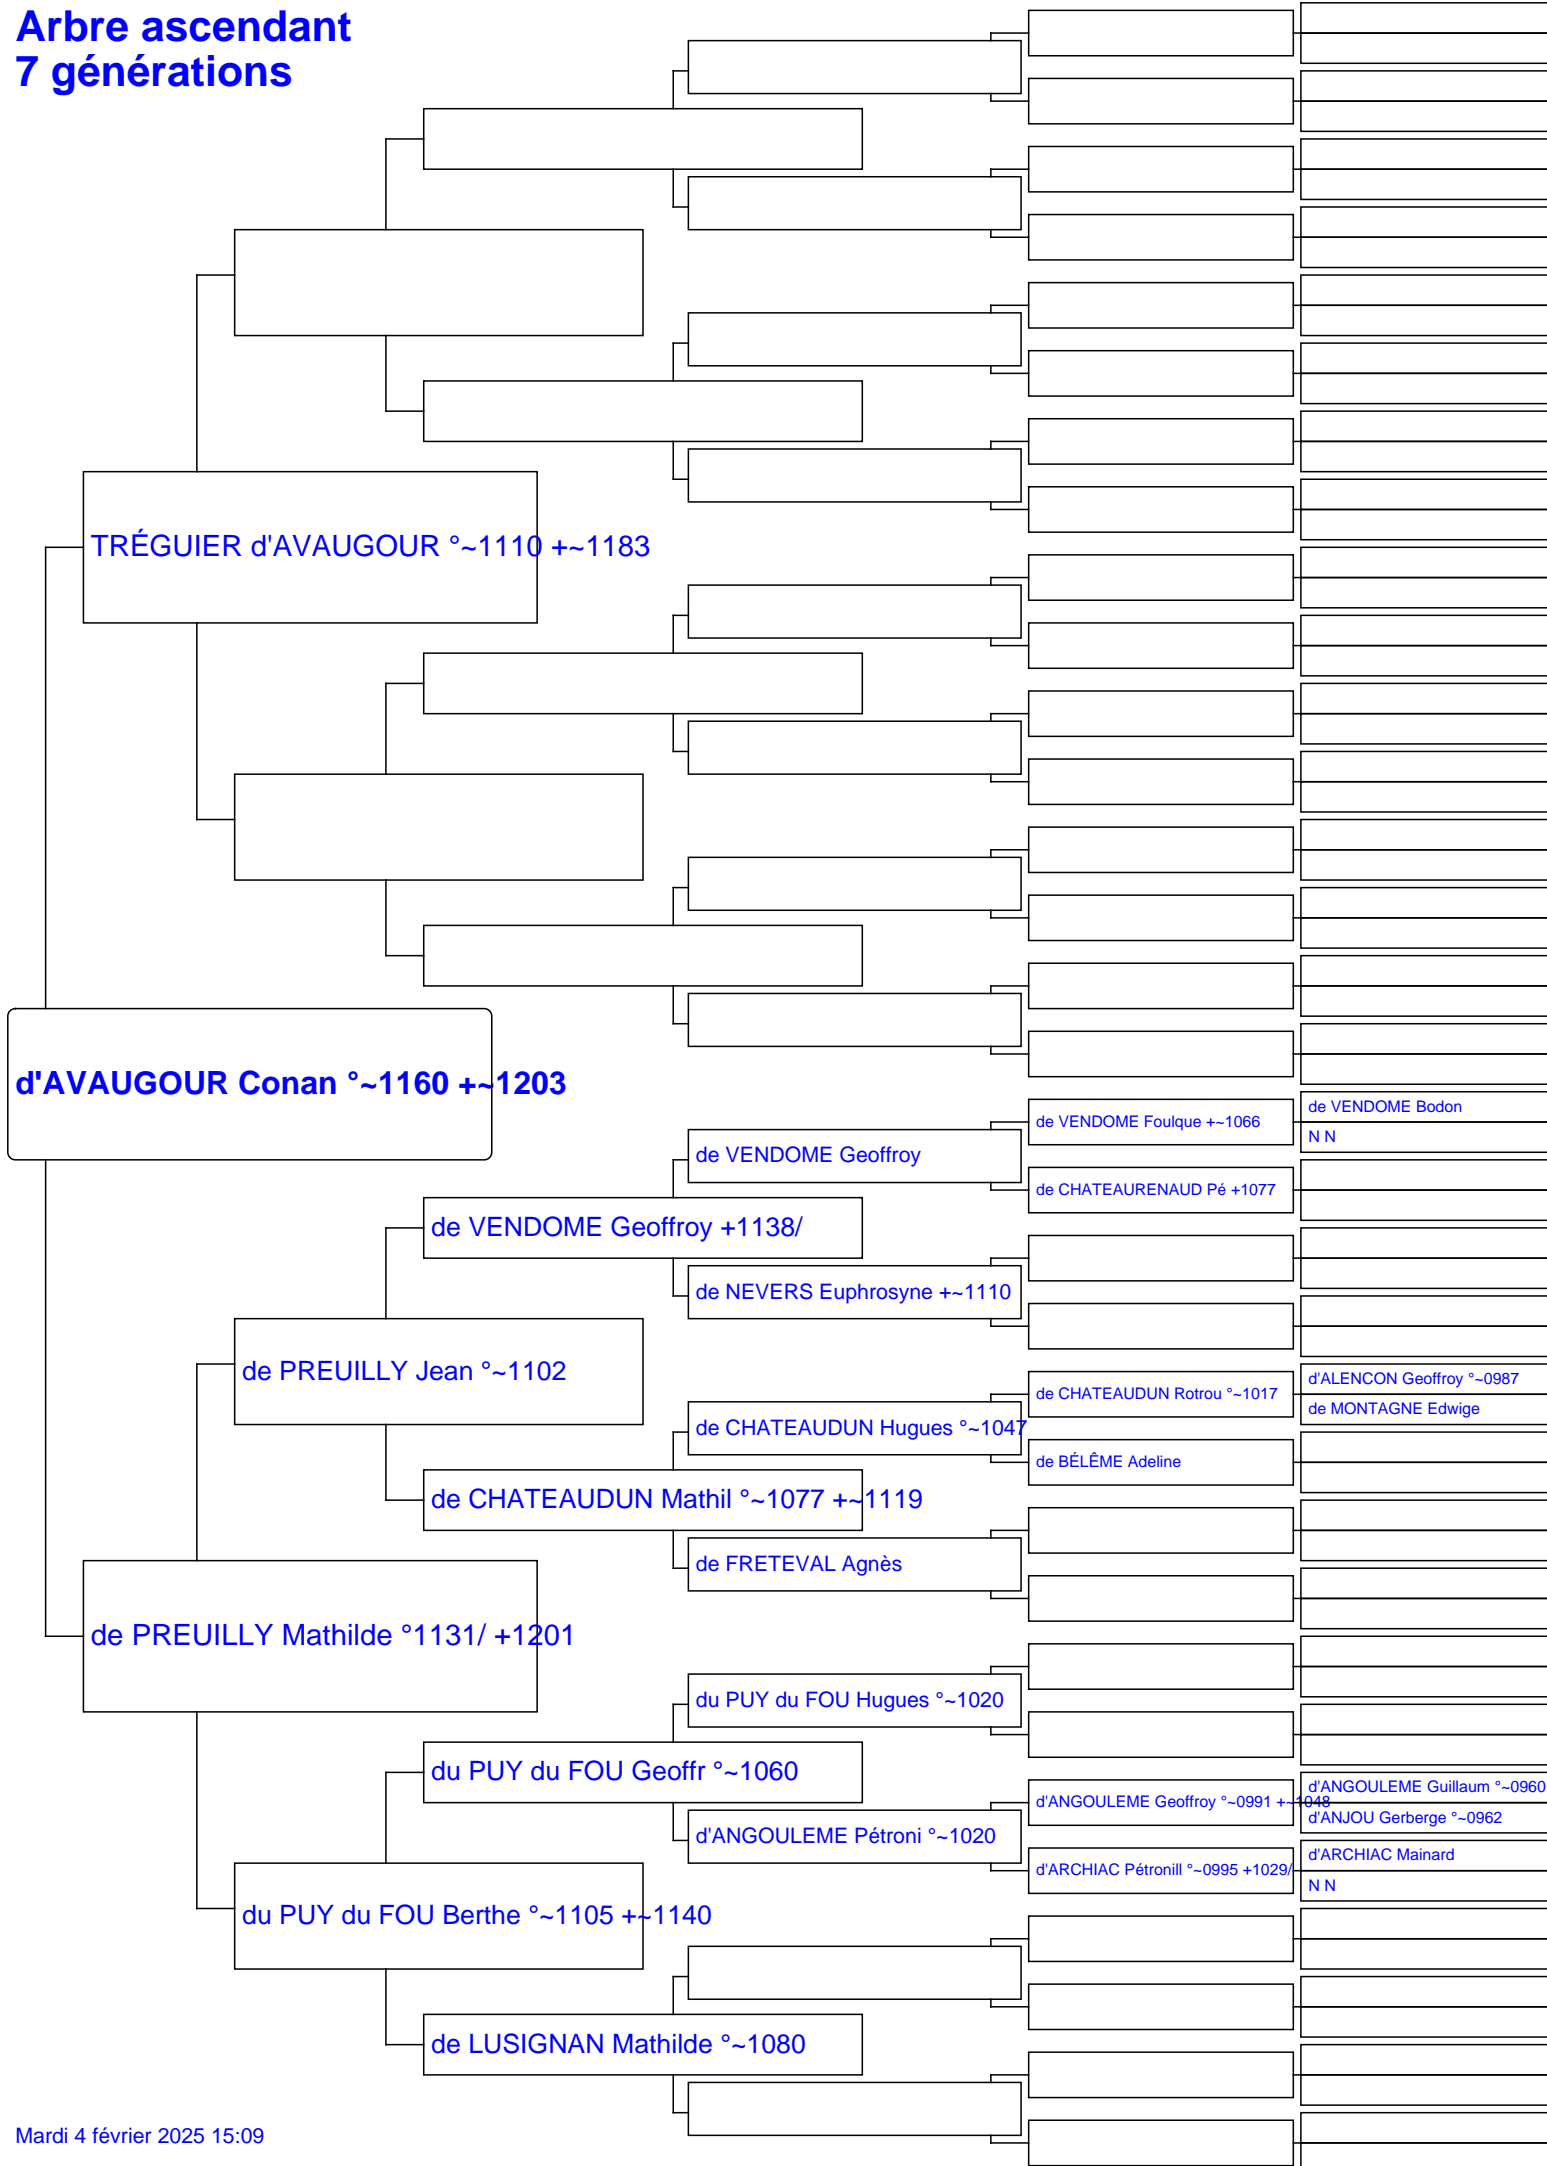 Arbre ascendant
7 générations
TRÉGUIER d'AVAUGOUR °~1110 +~1183
d'AVAUGOUR Conan °~1160 +~1203
de VENDOME Foulque +~1066
de VENDOME Bodon
N N
de VENDOME Geoffroy
de CHATEAURENAUD Pé +1077
de VENDOME Geoffroy +1138/
de NEVERS Euphrosyne +~1110
de PREUILLY Jean °~1102
de CHATEAUDUN Rotrou °~1017
d'ALENCON Geoffroy °~0987
de MONTAGNE Edwige
de CHATEAUDUN Hugues °~1047
de BÉLÊME Adeline
de CHATEAUDUN Mathil °~1077 +~1119
de FRETEVAL Agnès
de PREUILLY Mathilde °1131/ +1201
du PUY du FOU Hugues °~1020
du PUY du FOU Geoffr °~1060
d'ANGOULEME Geoffroy °~0991 +~1048
d'ANGOULEME Guillaum °~0960
d'ANJOU Gerberge °~0962
d'ANGOULEME Pétroni °~1020
d'ARCHIAC Pétronill °~0995 +1029/
d'ARCHIAC Mainard
N N
du PUY du FOU Berthe °~1105 +~1140
de LUSIGNAN Mathilde °~1080
Mardi 4 février 2025 15:09